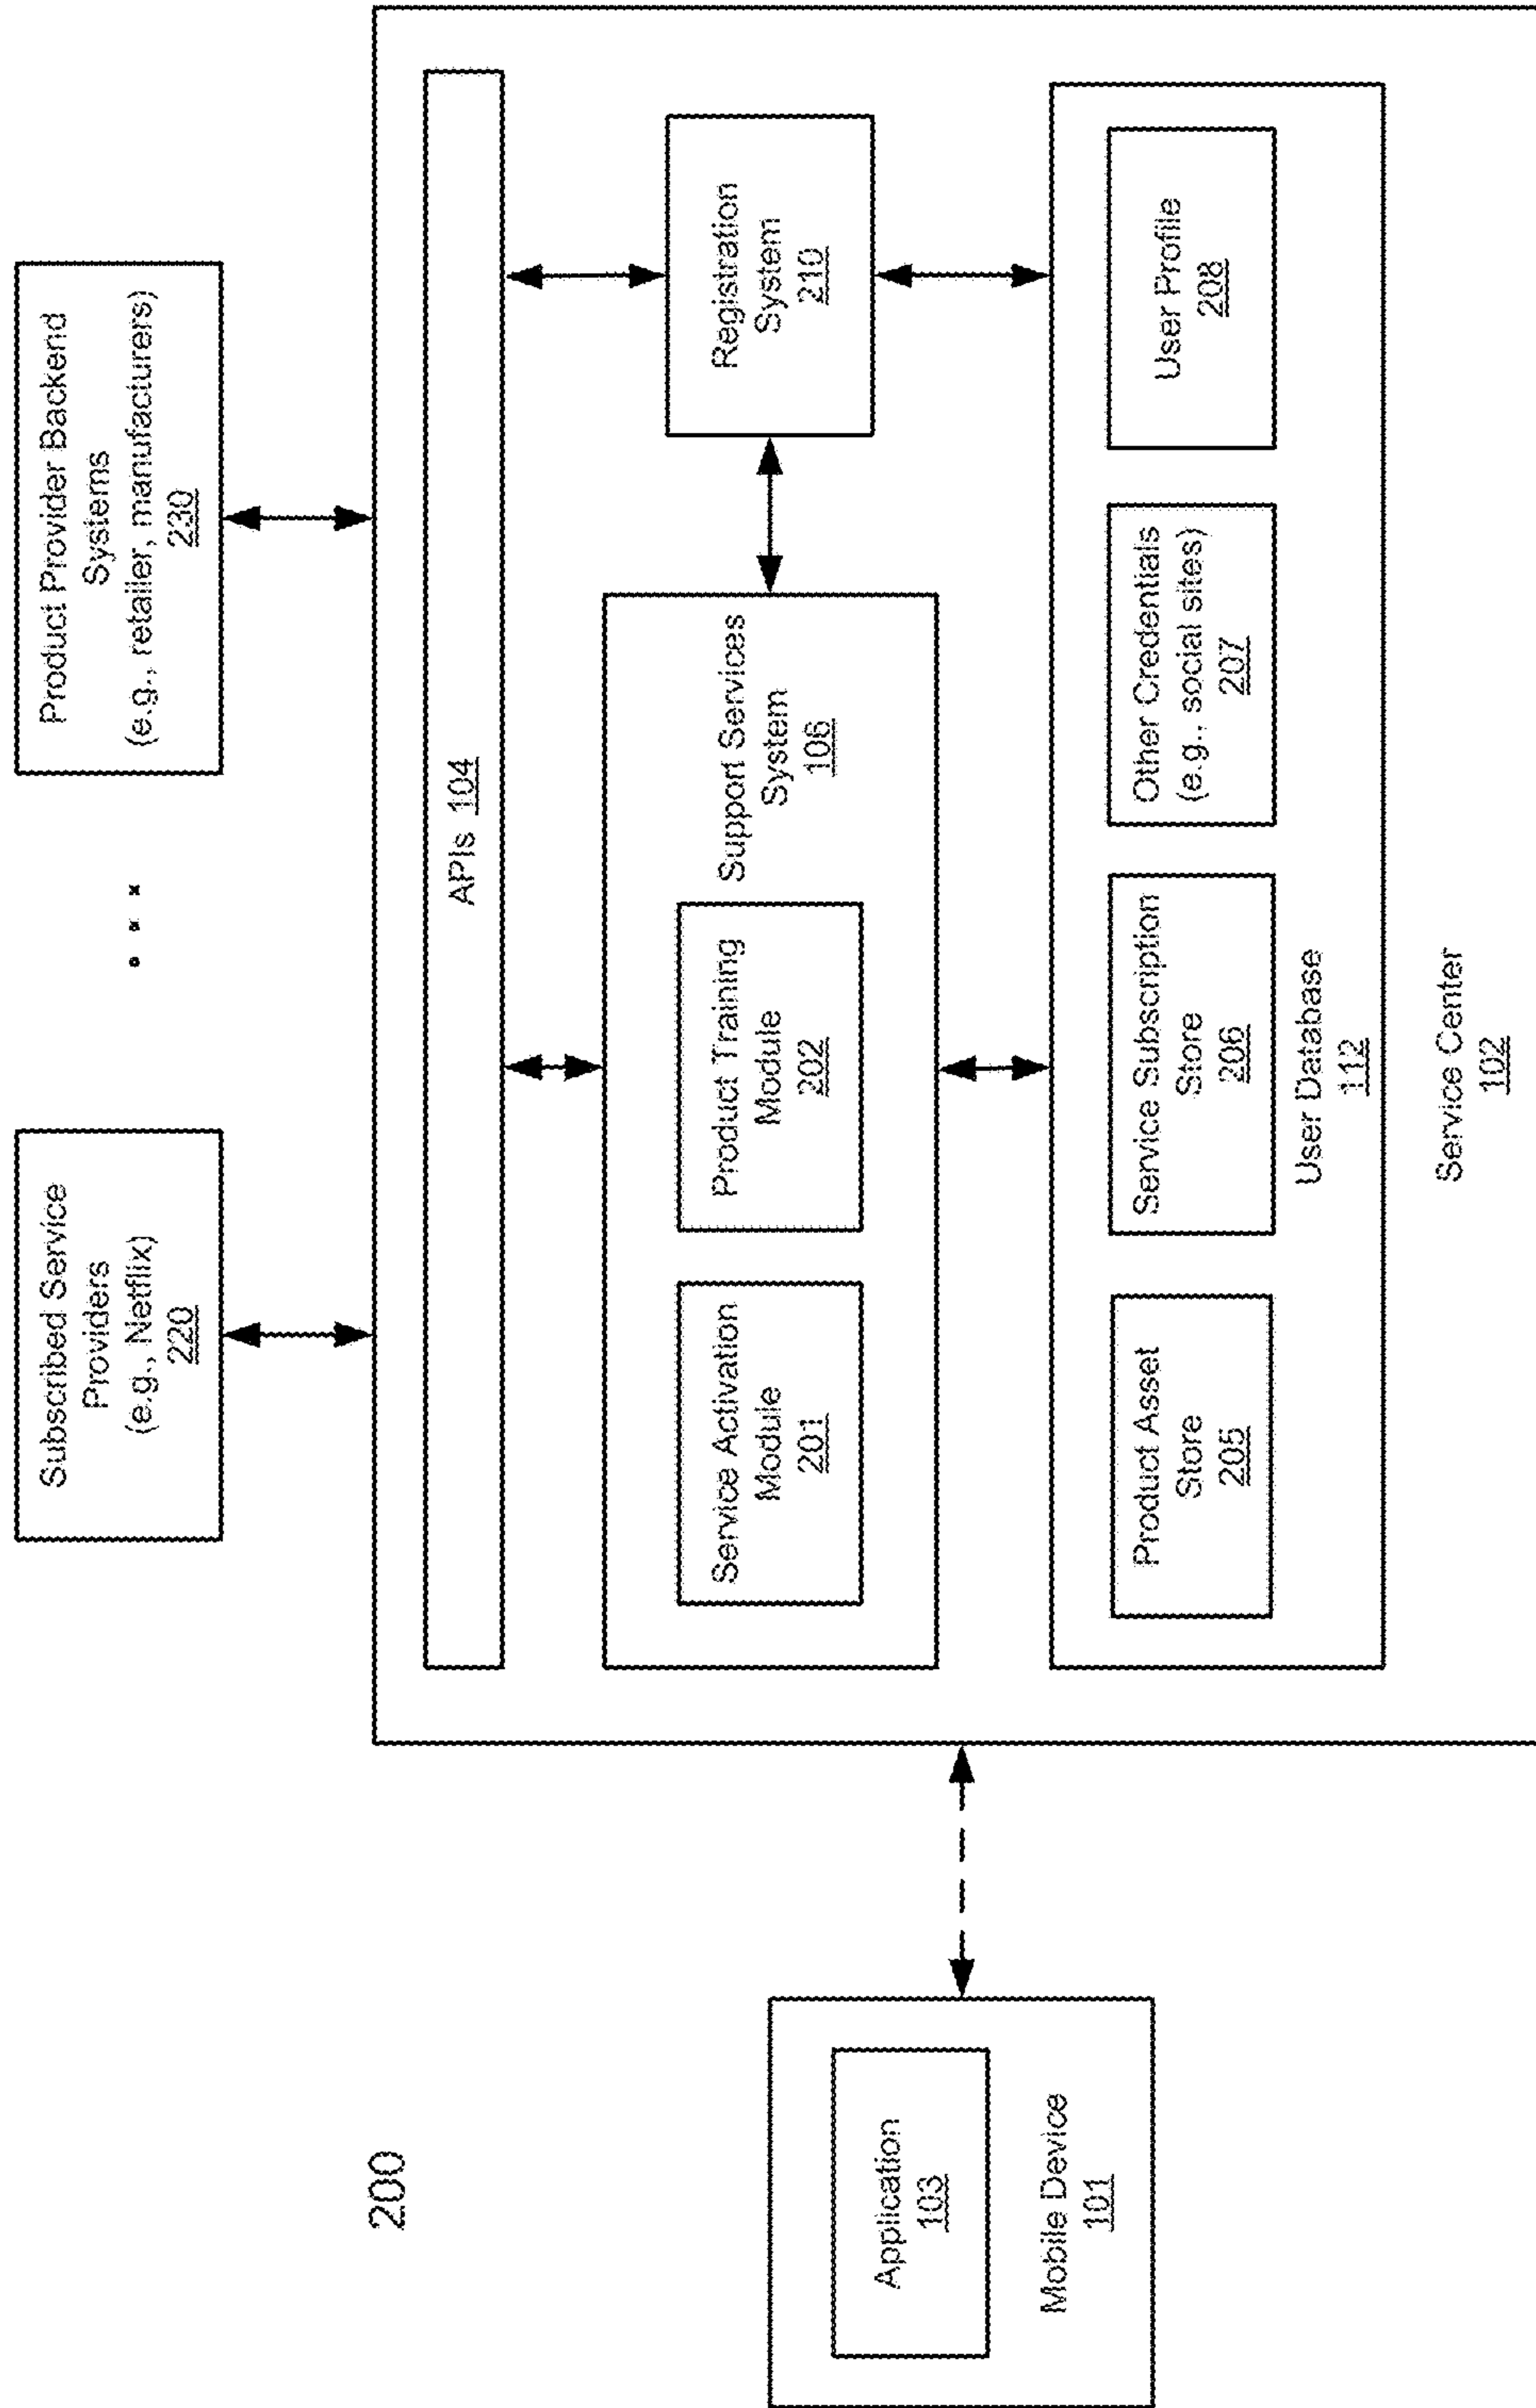 200
Subscribed Service
Providers
(e.g., Netflix)
220
Product Provider Backend
Systems
(e.g., retailer, manufacturers)
230
APIs 104
Service Activation
Module
201
Product Training
Module
202
Support Services
System
106
Registration
System
210
Application
103
Mobile Device
101
Product Asset
Store
205
Service Subscription
Store
206
Other Credentials
(e.g., social sites)
207
User Profile
208
User Database
112
Service Center
102